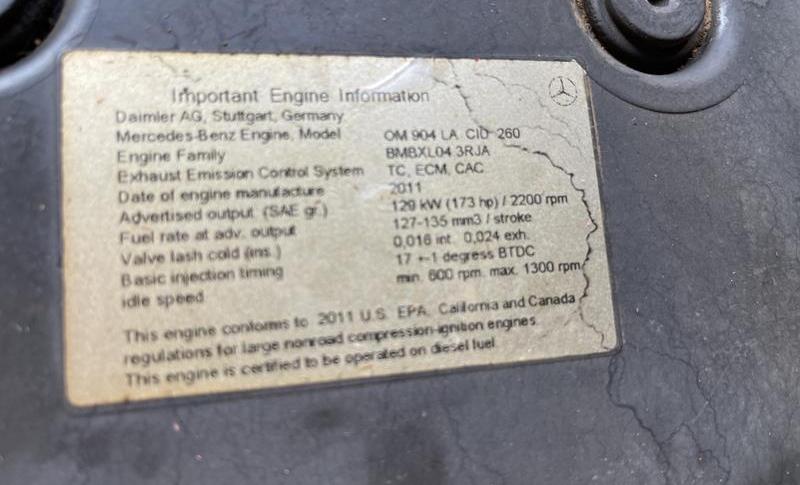 Important Engine Information
Daimler AG, Stuttgart, Germany
Mercedes-Benz Engine, Model OM 904 LA CID 260
Engine Family BMBXL04.3RJA
Exhaust Emission Control System TC, ECM, CAC
Date of engine manufacture 2011
Advertised output (SAE gr.) 129 kW (173 hp) / 2200 rpm
Fuel rate at adv. output 127-135 mm3 / stroke
Valve lash cold (ins.) 0,016 int. 0,024 exh.
Basic injection timing 17 +-1 degress BTDC
idle speed min. 600 rpm. max. 1300 rpm
This engine conforms to 2011 U.S. EPA, California and Canada
regulations for large nonroad compression-ignition engines.
This engine is certified to be operated on diesel fuel